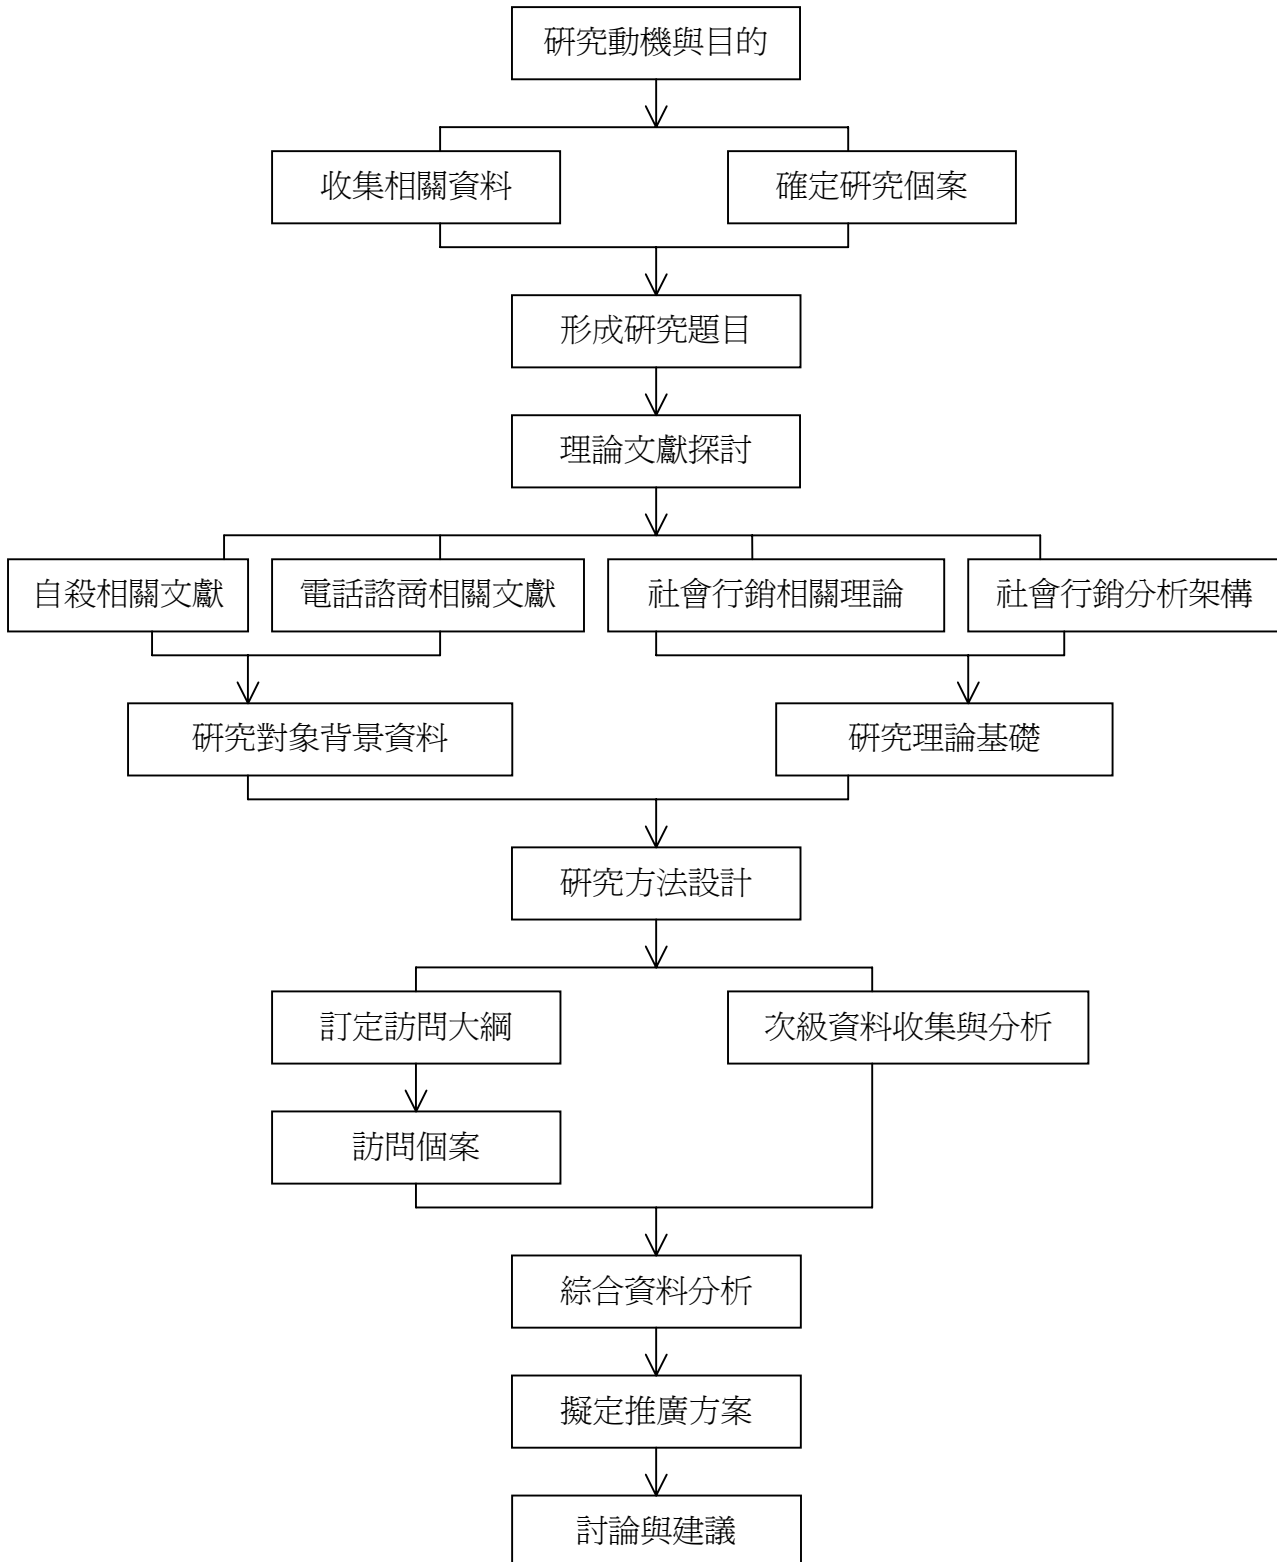 研究動機與目的
收集相關資料
確定研究個案
形成研究題目
理論文獻探討
自殺相關文獻
電話諮商相關文獻
社會行銷相關理論
社會行銷分析架構
研究對象背景資料
研究理論基礎
研究方法設計
訂定訪問大綱
次級資料收集與分析
訪問個案
綜合資料分析
擬定推廣方案
討論與建議